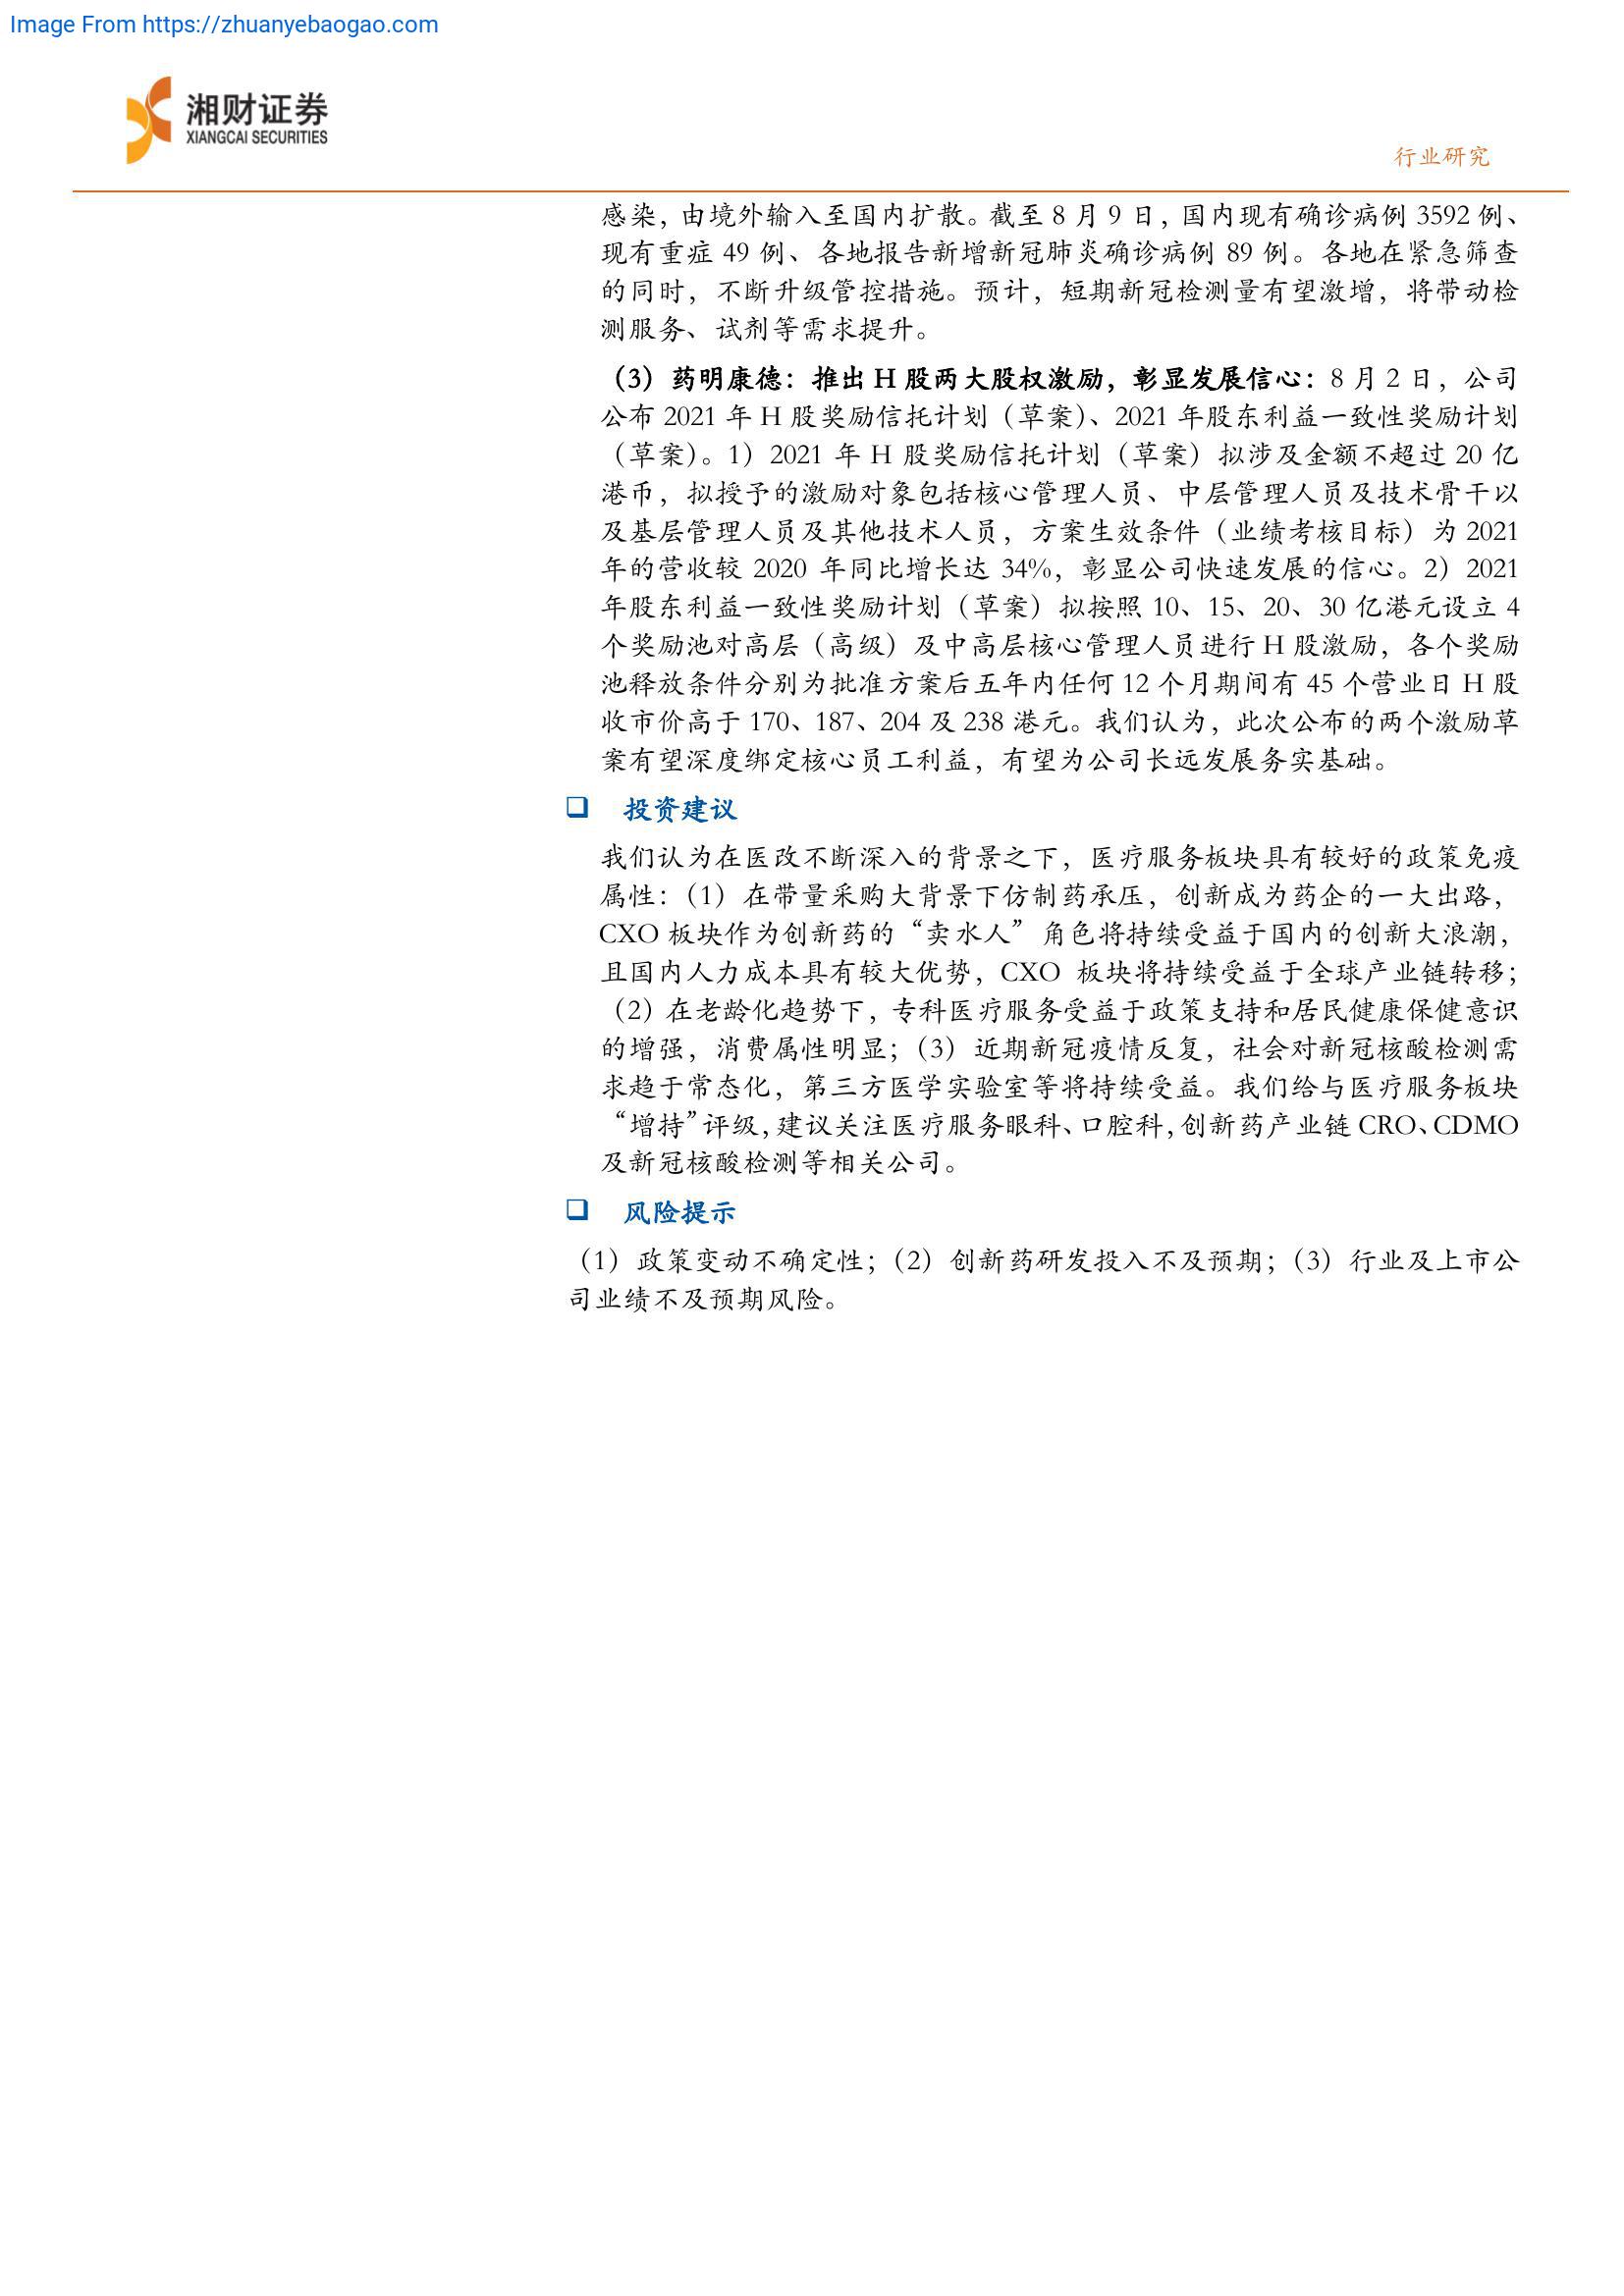 Image From https://zhuanyebaogao.com
湘财证券
XIANGCAI SECURITIES
行业研究
感染，由境外输入至国内扩散。截至 8 月 9 日，国内现有确诊病例 3592 例、
现有重症 49 例、各地报告新增新冠肺炎确诊病例 89 例。各地在紧急筛查
的同时，不断升级管控措施。预计，短期新冠检测量有望激增，将带动检
测服务、试剂等需求提升。
（3）药明康德：推出 H 股两大股权激励，彰显发展信心：8 月 2 日，公司
公布 2021 年 H 股奖励信托计划（草案）、2021 年股东利益一致性奖励计划
（草案）。1）2021 年 H 股奖励信托计划（草案）拟涉及金额不超过 20 亿
港币，拟授予的激励对象包括核心管理人员、中层管理人员及技术骨干以
及基层管理人员及其他技术人员，方案生效条件（业绩考核目标）为 2021
年的营收较 2020 年同比增长达 34%，彰显公司快速发展的信心。2）2021
年股东利益一致性奖励计划（草案）拟按照 10、15、20、30 亿港元设立 4
个奖励池对高层（高级）及中高层核心管理人员进行 H 股激励，各个奖励
池释放条件分别为批准方案后五年内任何 12 个月期间有 45 个营业日 H 股
收市价高于 170、187、204 及 238 港元。我们认为，此次公布的两个激励草
案有望深度绑定核心员工利益，有望为公司长远发展务实基础。
❑ 投资建议
我们认为在医改不断深入的背景之下，医疗服务板块具有较好的政策免疫
属性：（1）在带量采购大背景下仿制药承压，创新成为药企的一大出路，
CXO 板块作为创新药的“卖水人”角色将持续受益于国内的创新大浪潮，
且国内人力成本具有较大优势，CXO 板块将持续受益于全球产业链转移；
（2）在老龄化趋势下，专科医疗服务受益于政策支持和居民健康保健意识
的增强，消费属性明显；（3）近期新冠疫情反复，社会对新冠核酸检测需
求趋于常态化，第三方医学实验室等将持续受益。我们给与医疗服务板块
“增持”评级，建议关注医疗服务眼科、口腔科，创新药产业链 CRO、CDMO
及新冠核酸检测等相关公司。
❑ 风险提示
（1）政策变动不确定性；（2）创新药研发投入不及预期；（3）行业及上市公
司业绩不及预期风险。